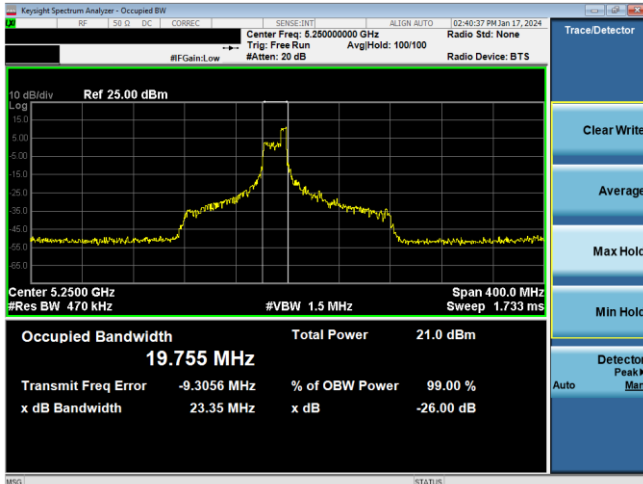 Keysight Spectrum Analyzer - Occupied BW
LXI RF 50 Ω DC CORREC SENSE:INT ALIGN AUTO 02:40:37 PM Jan 17, 2024
Center Freq: 5.250000000 GHz Radio Std: None
Trig: Free Run Avg|Hold: 100/100
#IFGain:Low #Atten: 20 dB Radio Device: BTS
Trace/Detector
10 dB/div Ref 25.00 dBm
Log
15.0
5.00
-5.00
-15.0
-25.0
-35.0
-45.0
-55.0
-65.0
Center 5.2500 GHz Span 400.0 MHz
#Res BW 470 kHz #VBW 1.5 MHz Sweep 1.733 ms
Occupied Bandwidth Total Power 21.0 dBm
19.755 MHz
Transmit Freq Error -9.3056 MHz % of OBW Power 99.00 %
x dB Bandwidth 23.35 MHz x dB -26.00 dB
Clear Write
Average
Max Hold
Min Hold
Detector
Peak
Auto Man
MSG STATUS